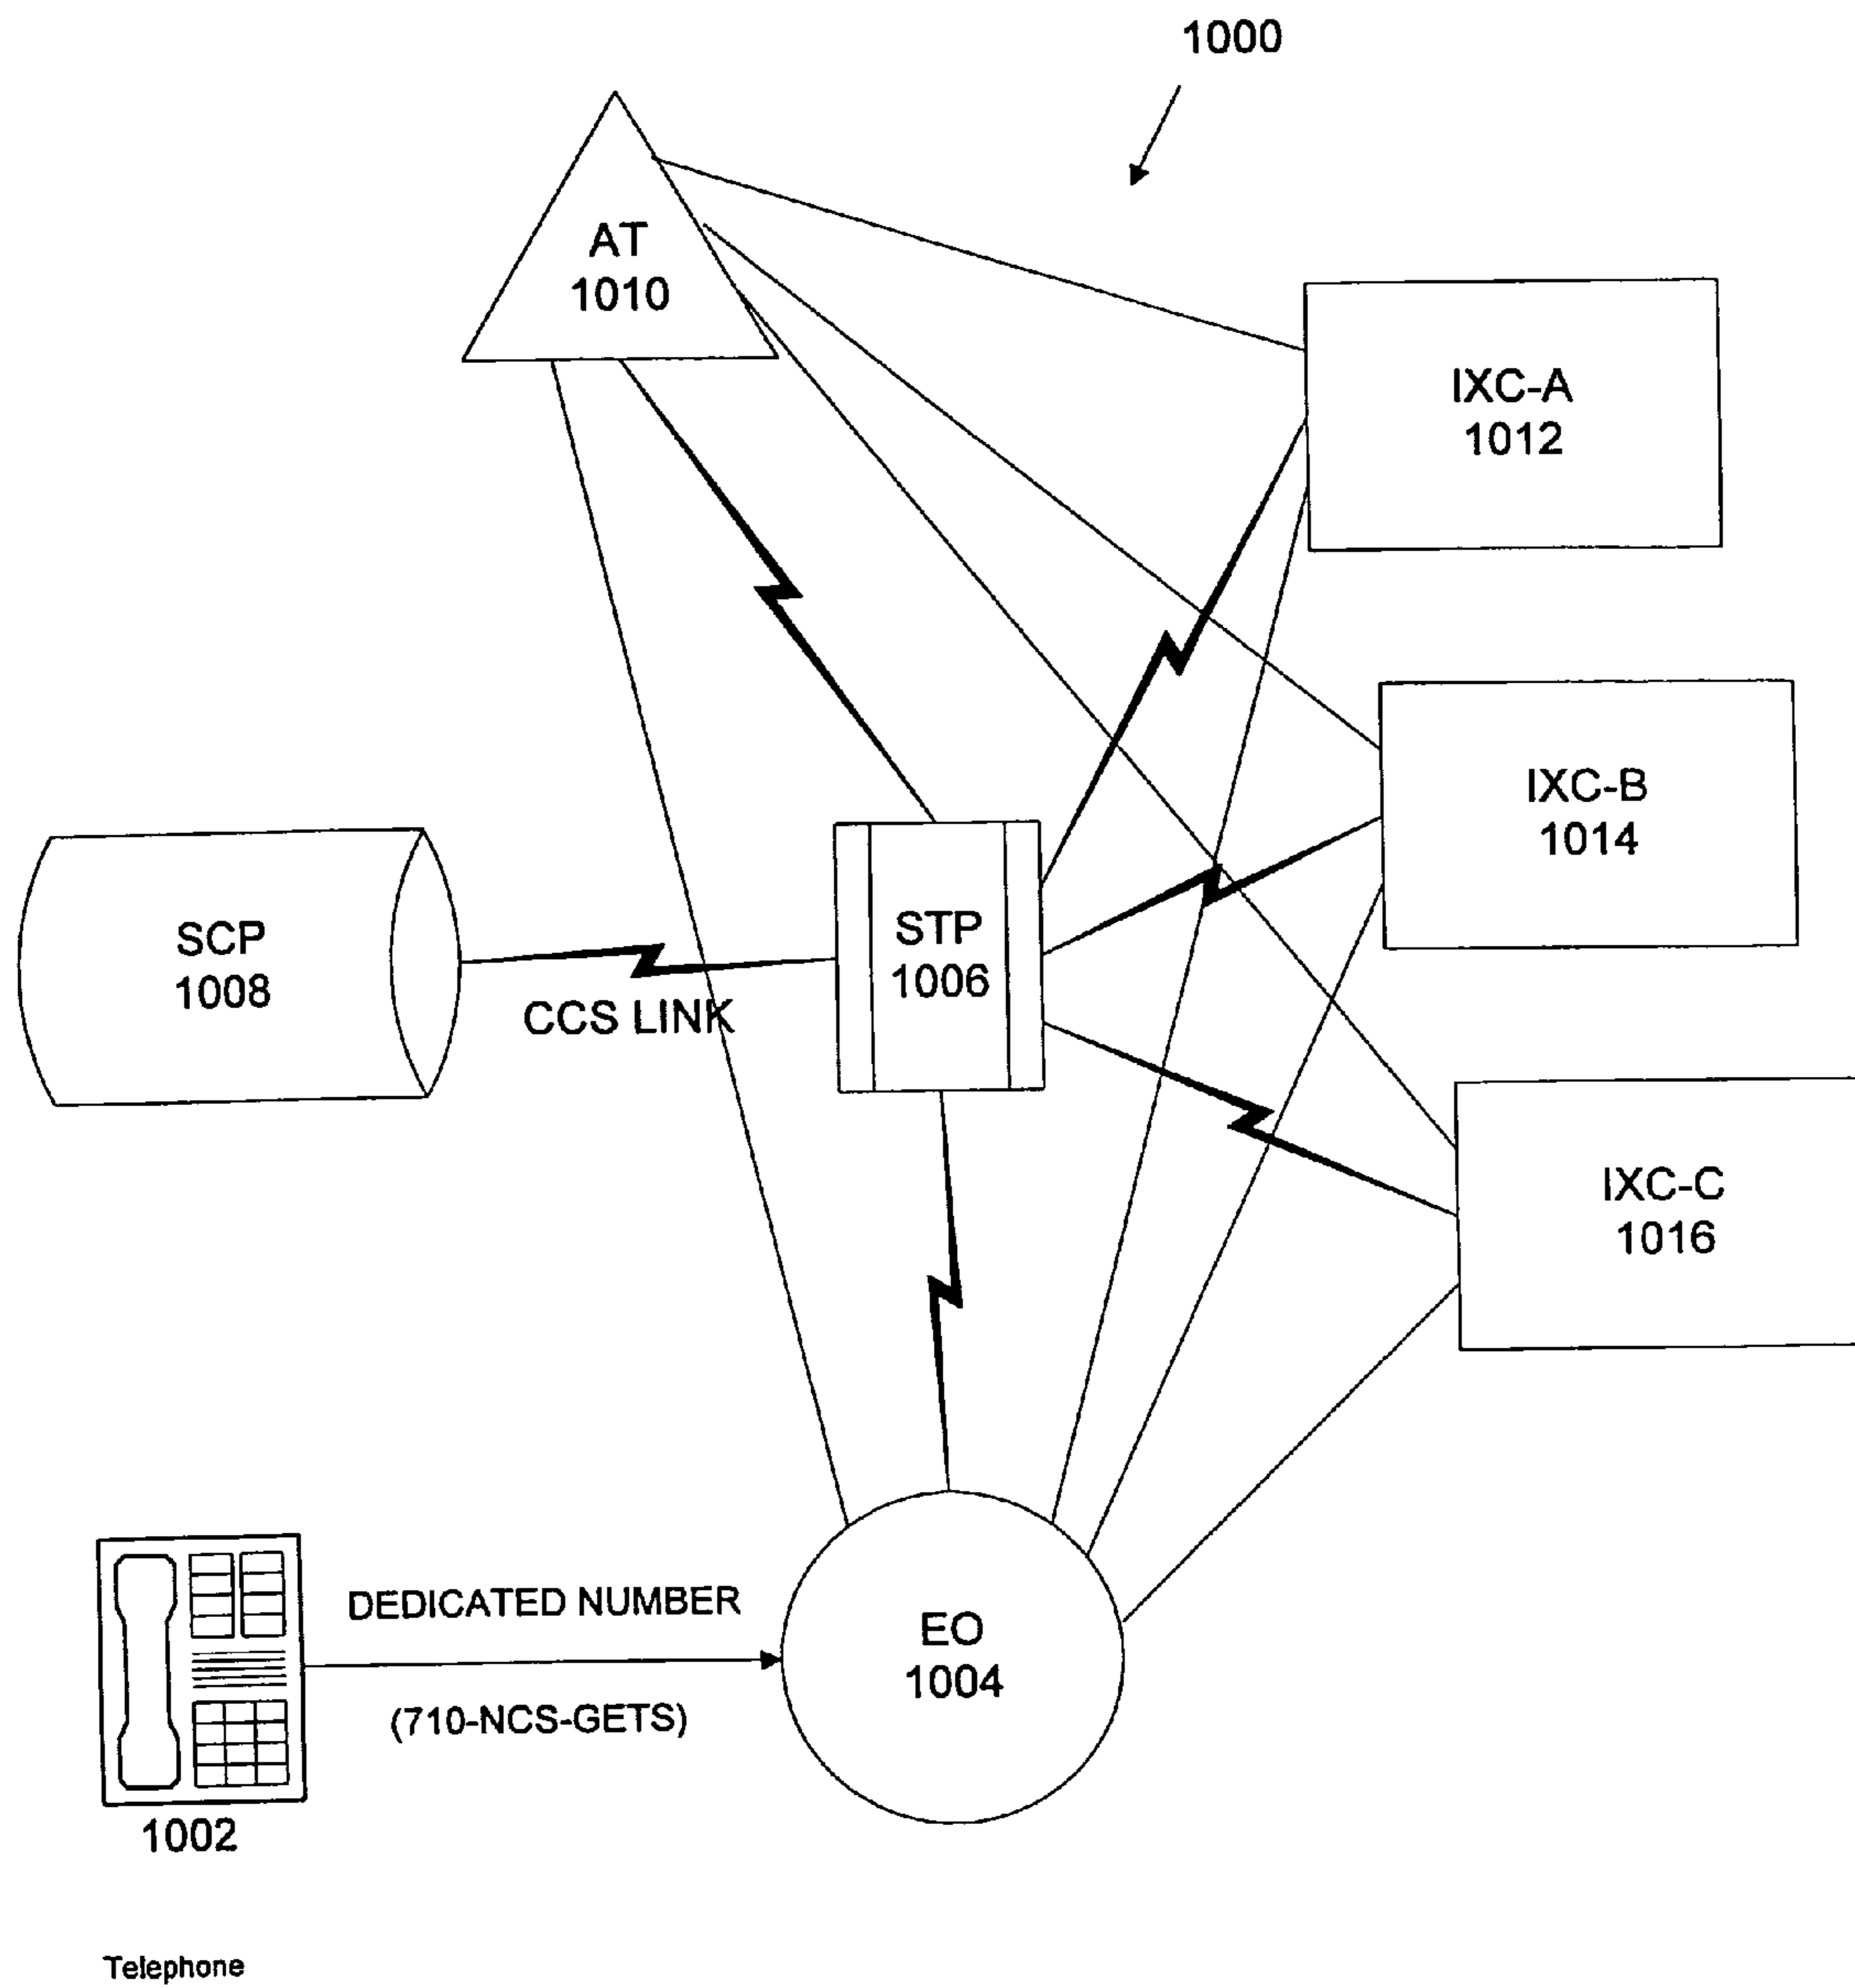 1000
AT
1010
IXC-A
1012
IXC-B
1014
SCP
1008
STP
1006
CCS LINK
IXC-C
1016
DEDICATED NUMBER
(710-NCS-GETS)
EO
1004
1002
Telephone